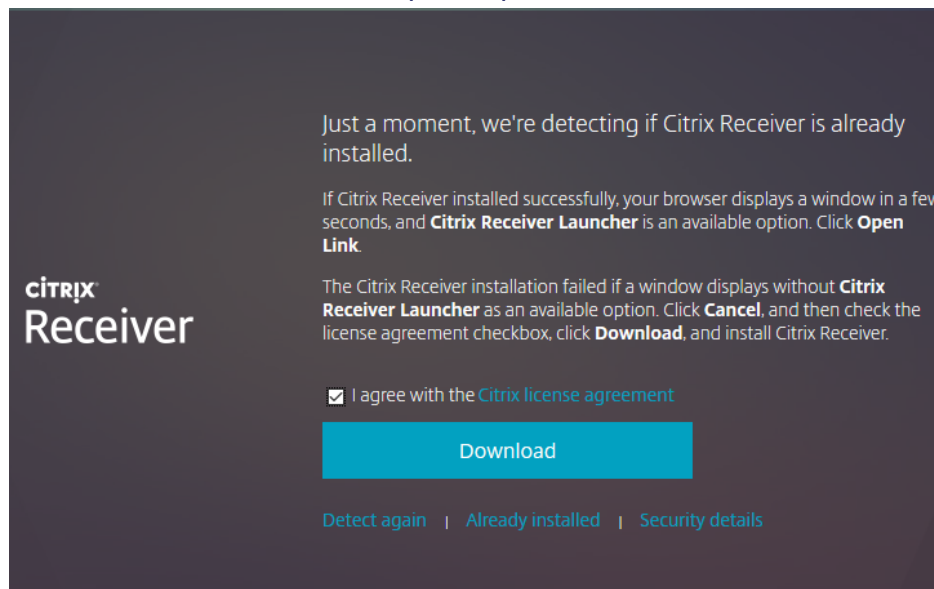 Just a moment, we're detecting if Citrix Receiver is already
installed.
If Citrix Receiver installed successfully, your browser displays a window in a few
seconds, and Citrix Receiver Launcher is an available option. Click Open
Link.
The Citrix Receiver installation failed if a window displays without Citrix
Receiver Launcher as an available option. Click Cancel, and then check the
license agreement checkbox, click Download, and install Citrix Receiver.
CITRIX
Receiver
I agree with the Citrix license agreement
Download
Detect again | Already installed | Security details